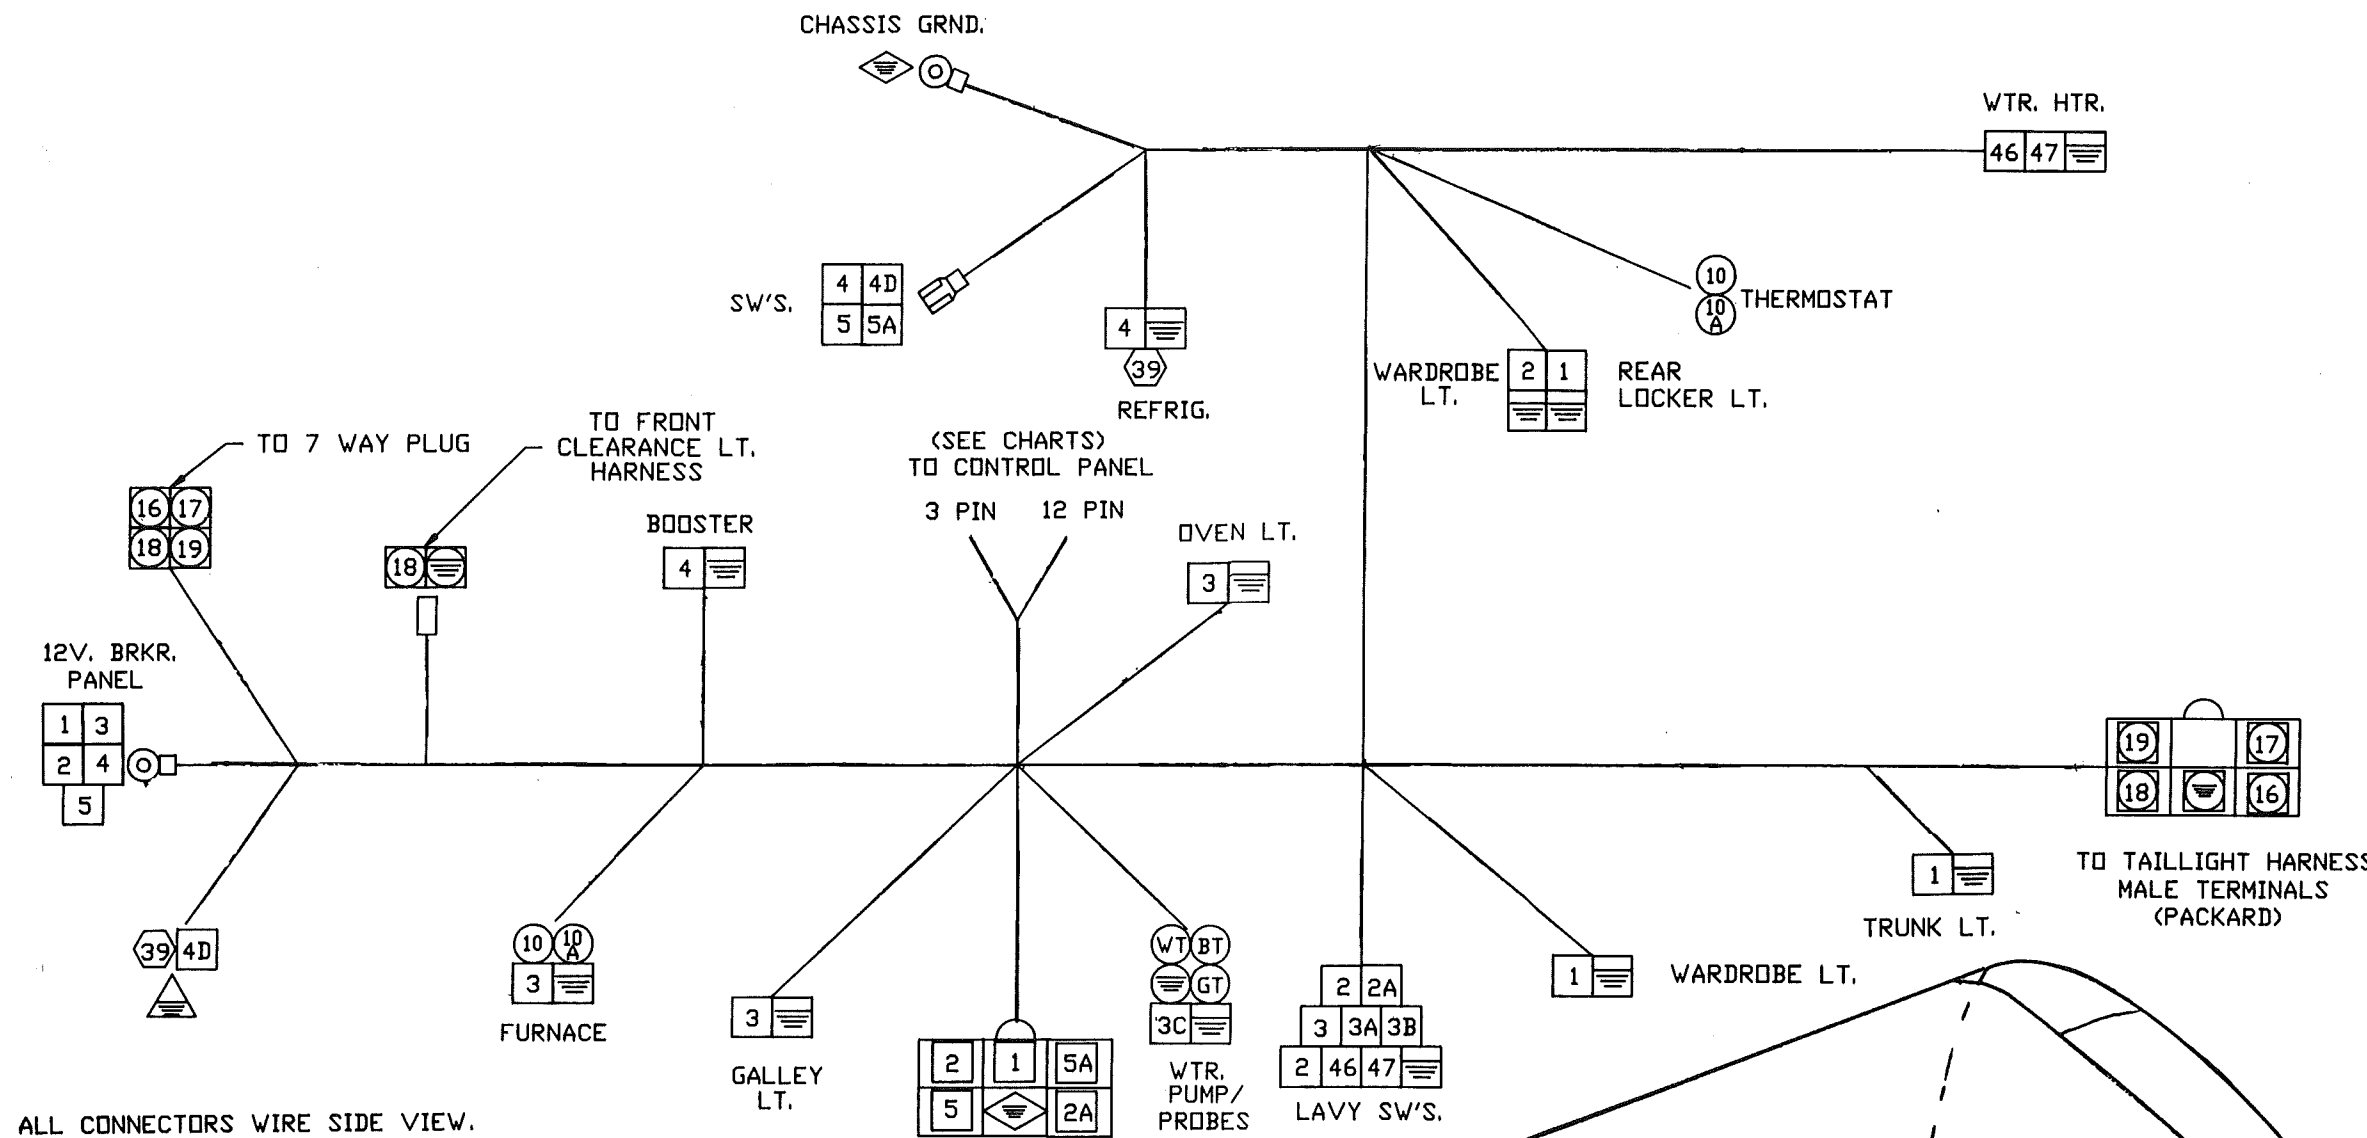 CHASSIS GRND.
WTR. HTR.
46 47
SW'S.
4 4D
5 5A
4
39
REFRIG.
10
10
A
THERMOSTAT
WARDROBE
LT.
2 1
REAR
LOCKER LT.
TO 7 WAY PLUG
16 17
18 19
TO FRONT
CLEARANCE LT.
HARNESS
18
BOOSTER
4
(SEE CHARTS)
TO CONTROL PANEL
3 PIN 12 PIN
OVEN LT.
3
12V. BRKR.
PANEL
1 3
2 4
5
19 17
18 16
TO TAILLIGHT HARNESS
MALE TERMINALS
(PACKARD)
1
TRUNK LT.
39 4D
10 10
A
3
FURNACE
3
GALLEY
LT.
2 1 5A
5 2A
WT BT
GT
3C
WTR.
PUMP/
PROBES
2 2A
3 3A 3B
2 46 47
LAVY SW'S.
1
WARDROBE LT.
ALL CONNECTORS WIRE SIDE VIEW.